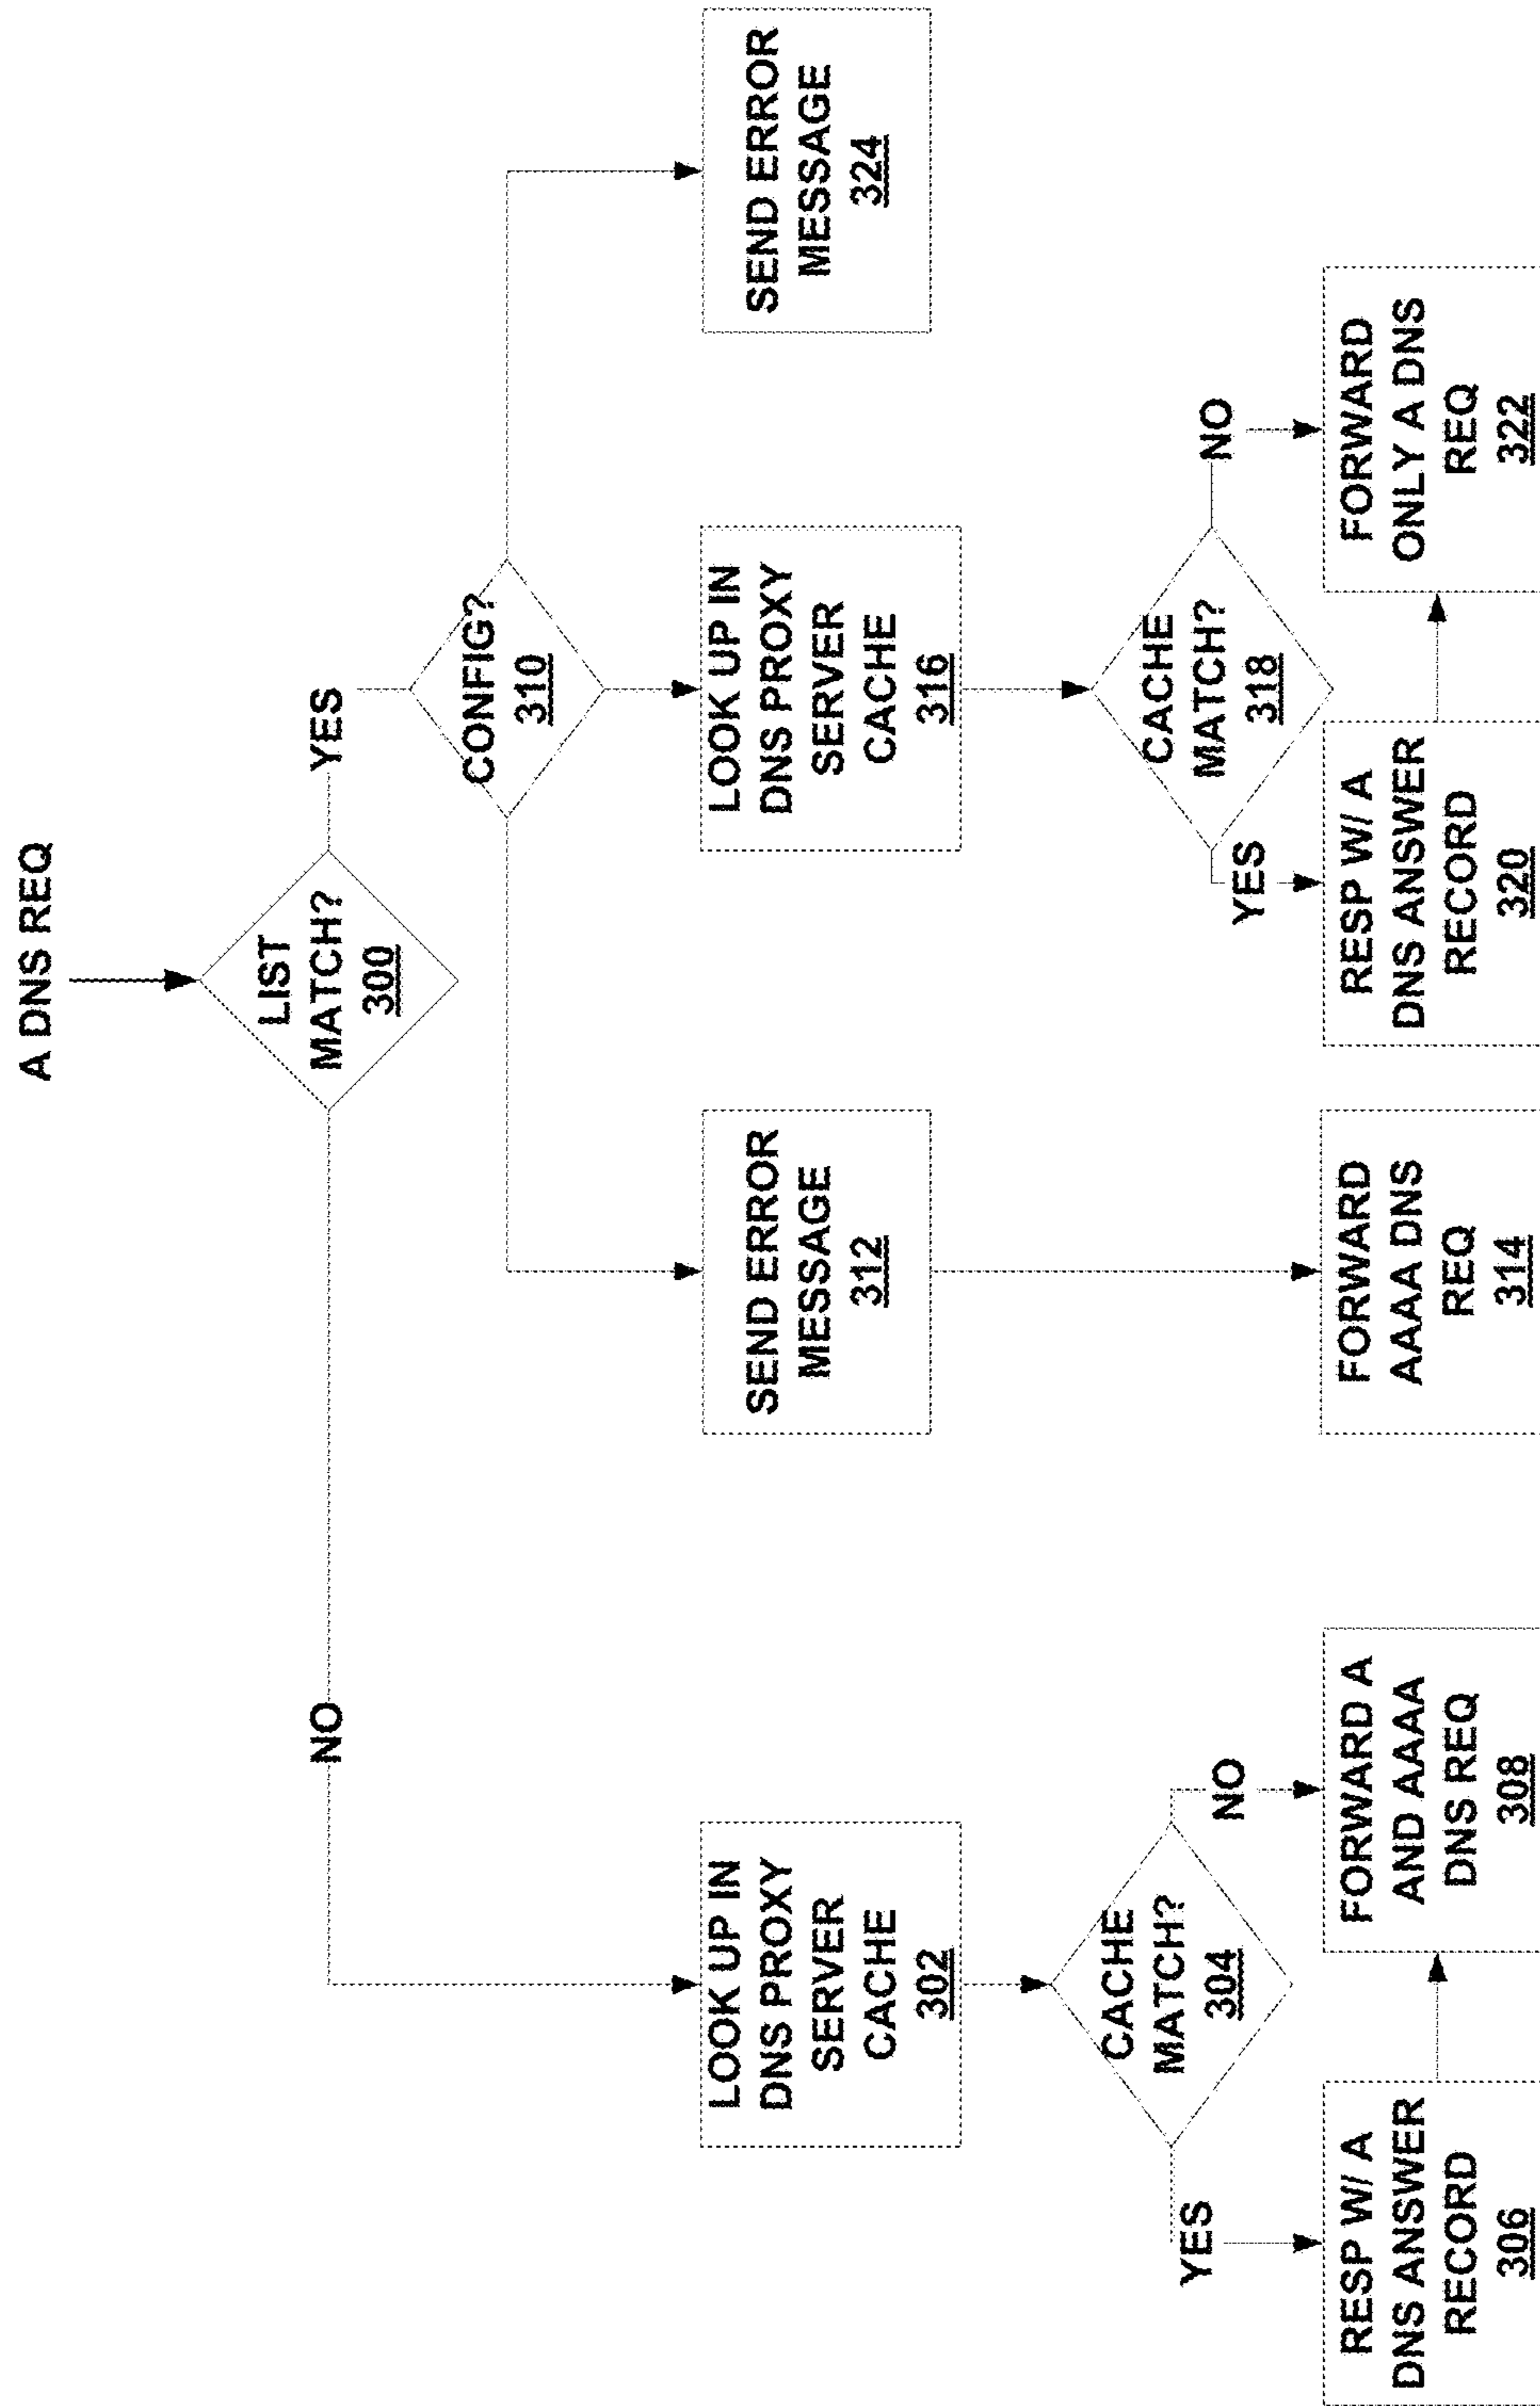 A DNS REQ
LIST
MATCH?
300
NO
YES
CONFIG?
310
LOOK UP IN
DNS PROXY
SERVER
CACHE
302
SEND ERROR
MESSAGE
312
LOOK UP IN
DNS PROXY
SERVER
CACHE
316
SEND ERROR
MESSAGE
324
CACHE
MATCH?
304
YES
NO
CACHE
MATCH?
318
YES
NO
RESP W/ A
DNS ANSWER
RECORD
306
FORWARD A
AND AAAA
DNS REQ
308
FORWARD
AAAA DNS
REQ
314
RESP W/ A
DNS ANSWER
RECORD
320
FORWARD
ONLY A DNS
REQ
322